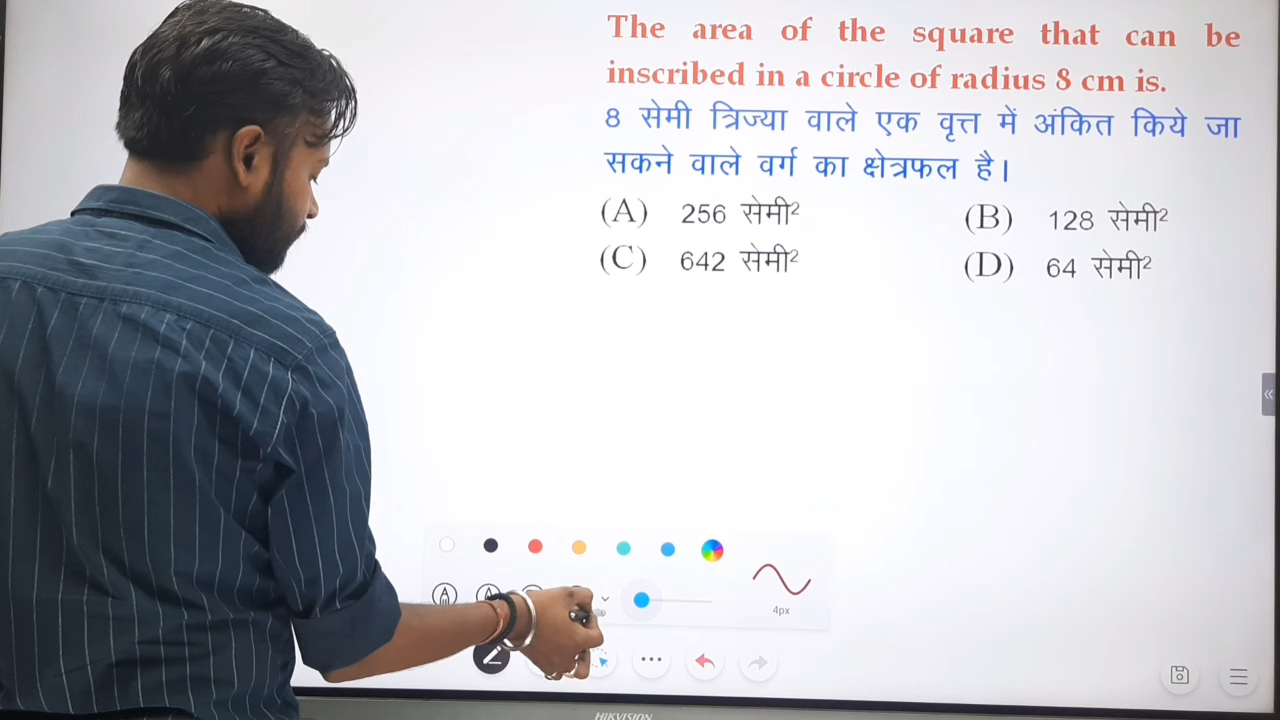 The area of the square that can be
inscribed in a circle of radius 8 cm is.
8 सेमी त्रिज्या वाले एक वृत्त में अंकित किये जा
सकने वाले वर्ग का क्षेत्रफल है।
(A) 256 सेमी² (B) 128 सेमी²
(C) 642 सेमी² (D) 64 सेमी²
4px
HIKVISION